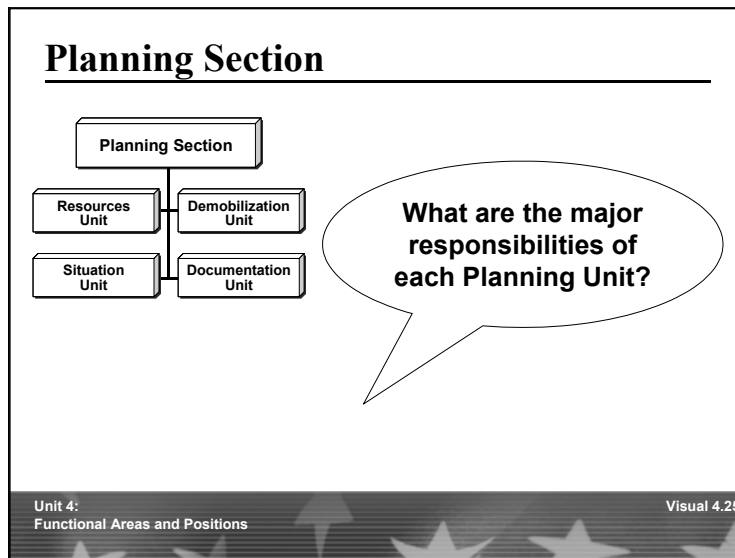 Planning Section
Planning Section
Resources
Unit
Demobilization
Unit
Situation
Unit
Documentation
Unit
What are the major
responsibilities of
each Planning Unit?
Unit 4:
Functional Areas and Positions
Visual 4.25